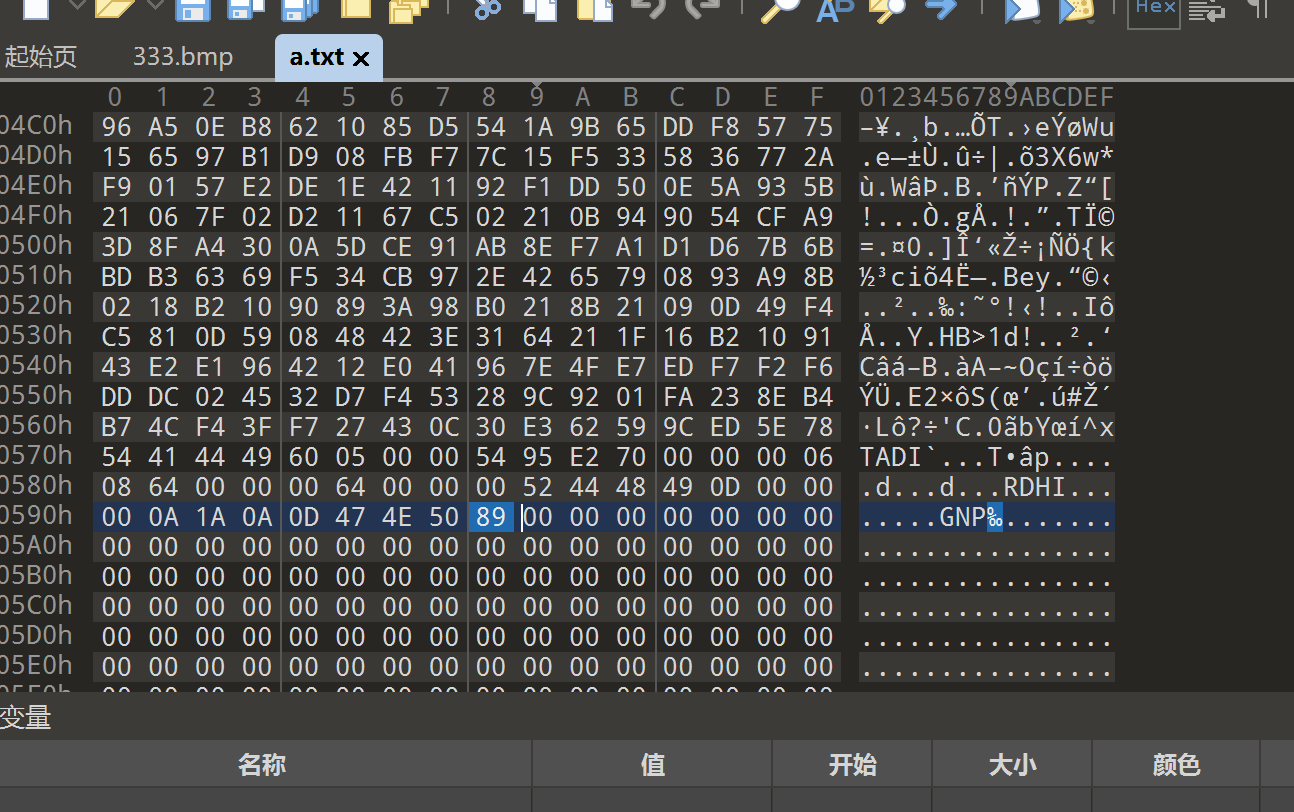 Hex
起始页 333.bmp a.txt
0 1 2 3 4 5 6 7 8 9 A B C D E F 0123456789ABCDEF
04C0h 96 A5 0E B8 62 10 85 D5 54 1A 9B 65 DD F8 57 75 –¥.¸b.…ÕT.›eÝøWu
04D0h 15 65 97 B1 D9 08 FB F7 7C 15 F5 33 58 36 77 2A .e—±Ù.û÷|.õ3X6w*
04E0h F9 01 57 E2 DE 1E 42 11 92 F1 DD 50 0E 5A 93 5B ù.WâÞ.B.’ñÝP.Z“[
04F0h 21 06 7F 02 D2 11 67 C5 02 21 0B 94 90 54 CF A9 !...Ò.gÅ.!.”.TÏ©
0500h 3D 8F A4 30 0A 5D CE 91 AB 8E F7 A1 D1 D6 7B 6B =.¤0.]Î‘«Ž÷¡ÑÖ{k
0510h BD B3 63 69 F5 34 CB 97 2E 42 65 79 08 93 A9 8B ½³ciõ4Ë—.Bey.“©‹
0520h 02 18 B2 10 90 89 3A 98 B0 21 8B 21 09 0D 49 F4 ..²..‰:˜°!‹!..Iô
0530h C5 81 0D 59 08 48 42 3E 31 64 21 1F 16 B2 10 91 Å..Y.HB>1d!..².‘
0540h 43 E2 E1 96 42 12 E0 41 96 7E 4F E7 ED F7 F2 F6 Câá–B.àA–~Oçí÷òö
0550h DD DC 02 45 32 D7 F4 53 28 9C 92 01 FA 23 8E B4 ÝÜ.E2×ôS(œ’.ú#Ž´
0560h B7 4C F4 3F F7 27 43 0C 30 E3 62 59 9C ED 5E 78 ·Lô?÷'C.0ãbYœí^x
0570h 54 41 44 49 60 05 00 00 54 95 E2 70 00 00 00 06 TADI`...T•âp....
0580h 08 64 00 00 00 64 00 00 00 52 44 48 49 0D 00 00 .d...d...RDHI...
0590h 00 0A 1A 0A 0D 47 4E 50 89 00 00 00 00 00 00 00 .....GNP‰.......
05A0h 00 00 00 00 00 00 00 00 00 00 00 00 00 00 00 00 ................
05B0h 00 00 00 00 00 00 00 00 00 00 00 00 00 00 00 00 ................
05C0h 00 00 00 00 00 00 00 00 00 00 00 00 00 00 00 00 ................
05D0h 00 00 00 00 00 00 00 00 00 00 00 00 00 00 00 00 ................
05E0h 00 00 00 00 00 00 00 00 00 00 00 00 00 00 00 00 ................
变量
名称 值 开始 大小 颜色